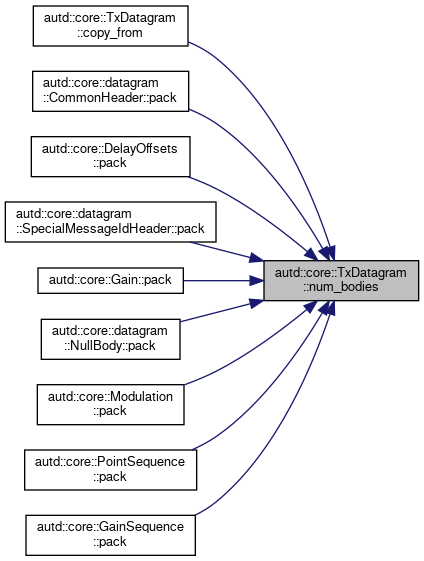 autd::core::TxDatagram
::copy_from
autd::core::datagram
::CommonHeader::pack
autd::core::DelayOffsets
::pack
autd::core::datagram
::SpecialMessageIdHeader::pack
autd::core::Gain::pack
autd::core::datagram
::NullBody::pack
autd::core::Modulation
::pack
autd::core::PointSequence
::pack
autd::core::GainSequence
::pack
autd::core::TxDatagram
::num_bodies